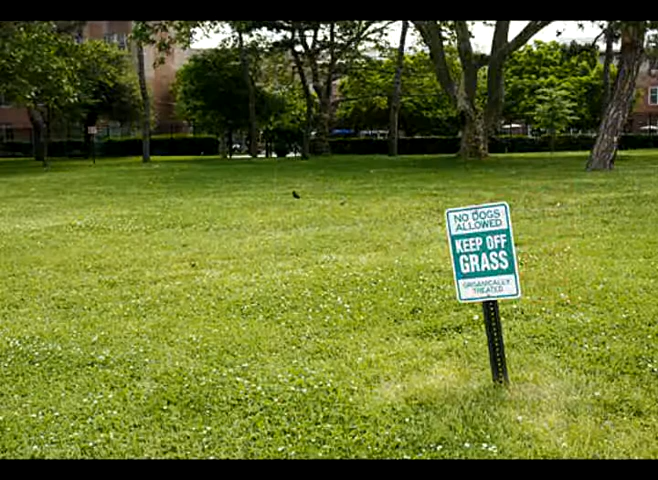 NO DOGS
ALLOWED
KEEP OFF
GRASS
ORGANICALLY
TREATED